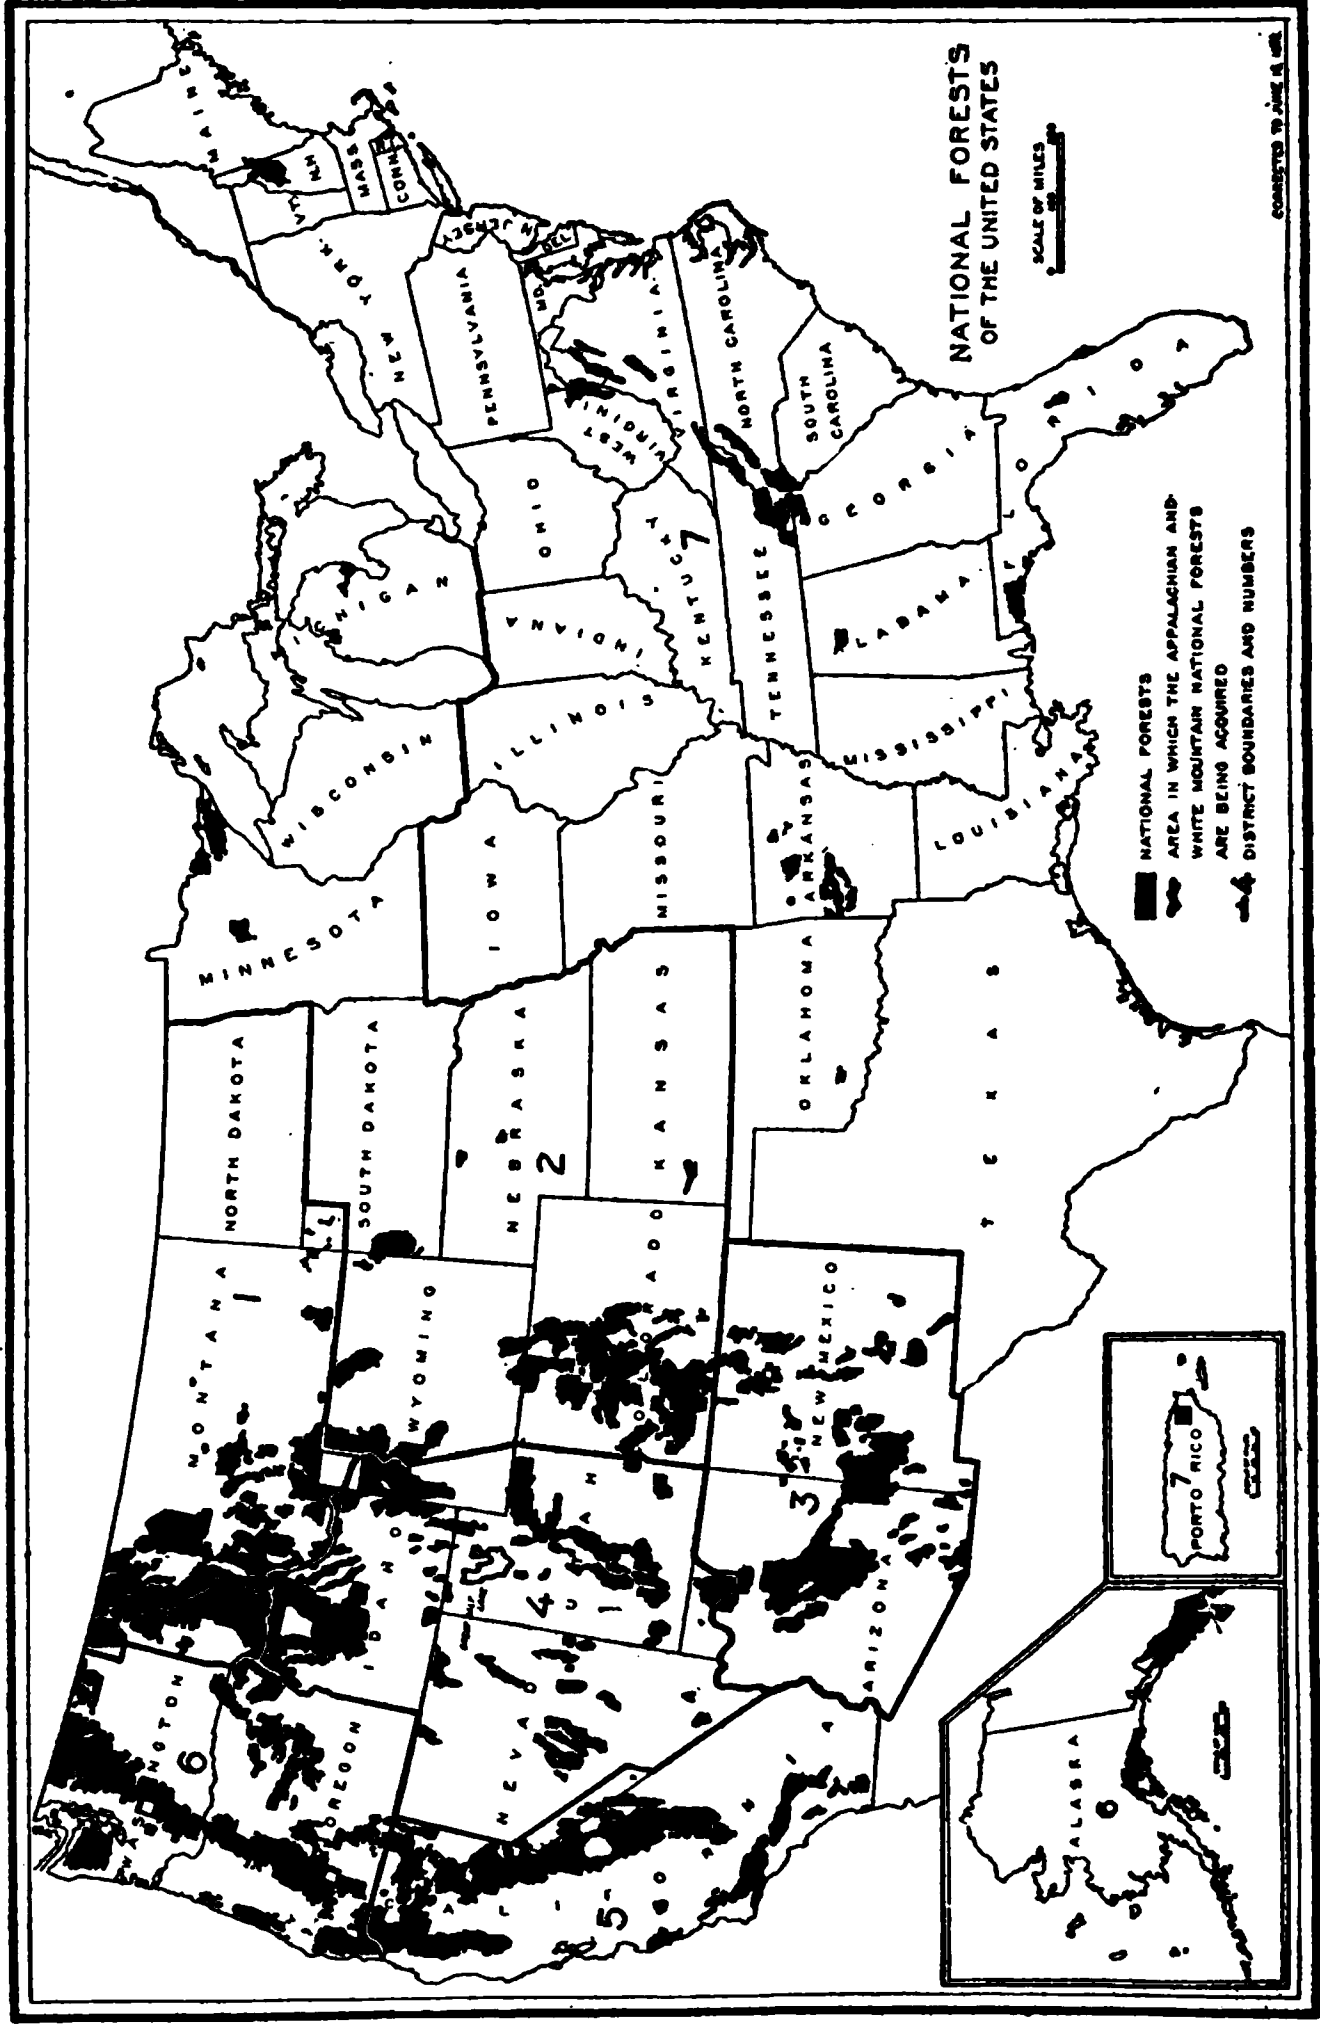 NATIONAL FORESTS
OF THE UNITED STATES
SCALE OF MILES
MAINE
N.H.
VT.
MASS
CONN
NEW YORK
N JERSEY
PENNSYLVANIA
DEL
MD.
VIRGINIA
WEST
VIRGINIA
NORTH CAROLINA
SOUTH
CAROLINA
GEORGIA
FLORIDA
OHIO
INDIANA
KENTUCKY
7
TENNESSEE
ALABAMA
MISSISSIPPI
MICHIGAN
WISCONSIN
ILLINOIS
MINNESOTA
IOWA
MISSOURI
ARKANSAS
LOUISIANA
NORTH DAKOTA
SOUTH DAKOTA
NEBRASKA
2
KANSAS
OKLAHOMA
TEXAS
MONTANA
1
WYOMING
COLORADO
NEW MEXICO
3
IDAHO
UTAH
4
ARIZONA
WASHINGTON
6
OREGON
NEVADA
CALIFORNIA
5
ALASKA
6
PORTO RICO
7
NATIONAL FORESTS
AREA IN WHICH THE APPALACHIAN AND
WHITE MOUNTAIN NATIONAL FORESTS
ARE BEING ACQUIRED
DISTRICT BOUNDARIES AND NUMBERS
CORRECTED TO JUNE